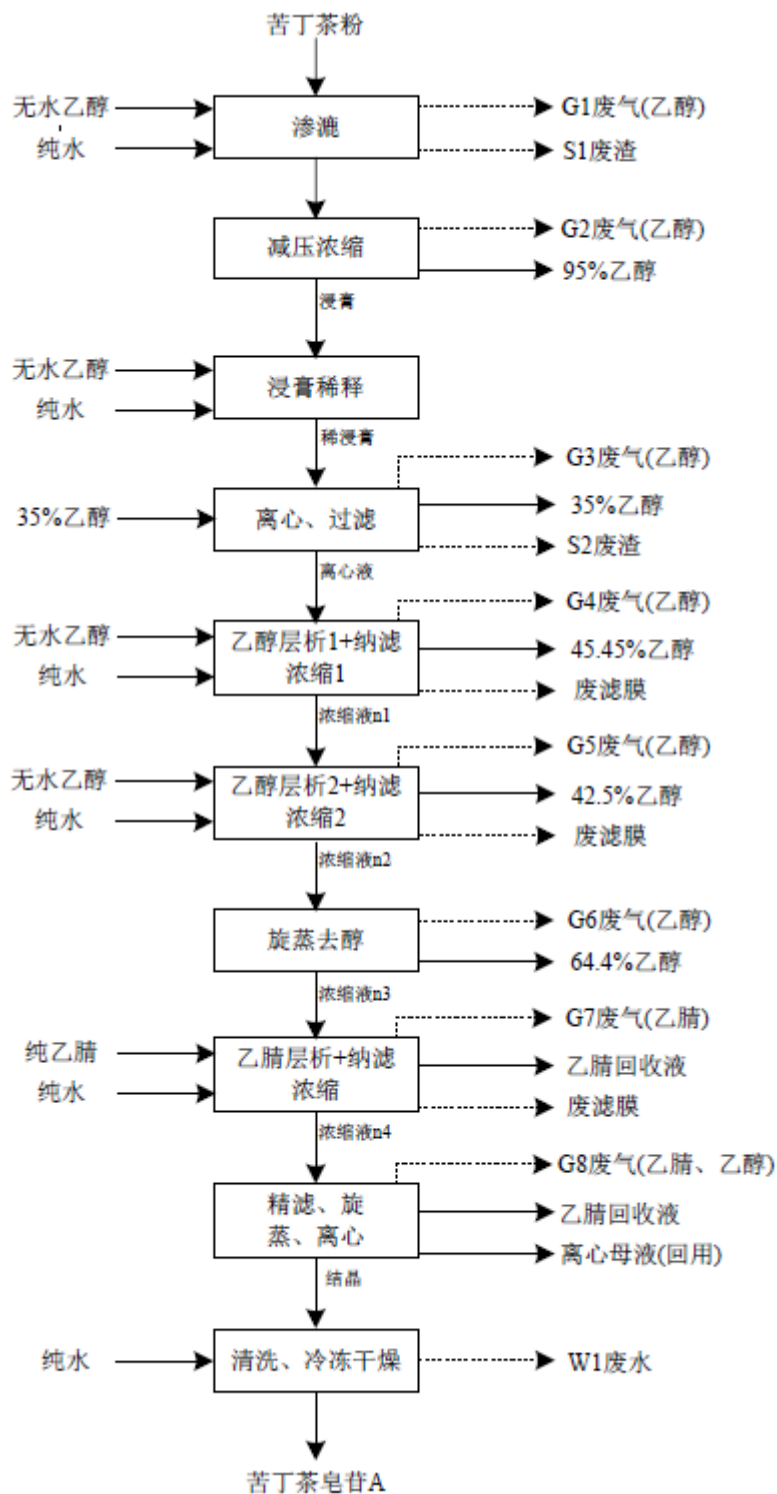 苦丁茶粉
无水乙醇
纯水
渗漉
G1废气(乙醇)
S1废渣
减压浓缩
G2废气(乙醇)
95%乙醇
浸膏
无水乙醇
纯水
浸膏稀释
稀浸膏
35%乙醇
离心、过滤
G3废气(乙醇)
35%乙醇
S2废渣
离心液
无水乙醇
纯水
乙醇层析1+纳滤
浓缩1
G4废气(乙醇)
45.45%乙醇
废滤膜
浓缩液n1
无水乙醇
纯水
乙醇层析2+纳滤
浓缩2
G5废气(乙醇)
42.5%乙醇
废滤膜
浓缩液n2
旋蒸去醇
G6废气(乙醇)
64.4%乙醇
浓缩液n3
纯乙腈
纯水
乙腈层析+纳滤
浓缩
G7废气(乙腈)
乙腈回收液
废滤膜
浓缩液n4
精滤、旋
蒸、离心
G8废气(乙腈、乙醇)
乙腈回收液
离心母液(回用)
结晶
纯水
清洗、冷冻干燥
W1废水
苦丁茶皂苷A